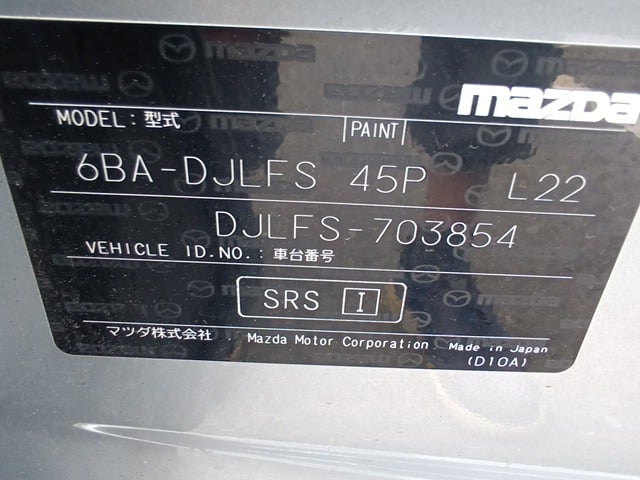 mazda
MODEL: 型式 PAINT
6BA-DJLFS 45P L22
DJLFS-703854
VEHICLE ID.NO.: 車台番号
SRS I
マツダ株式会社 Mazda Motor Corporation Made in Japan
(D10A)